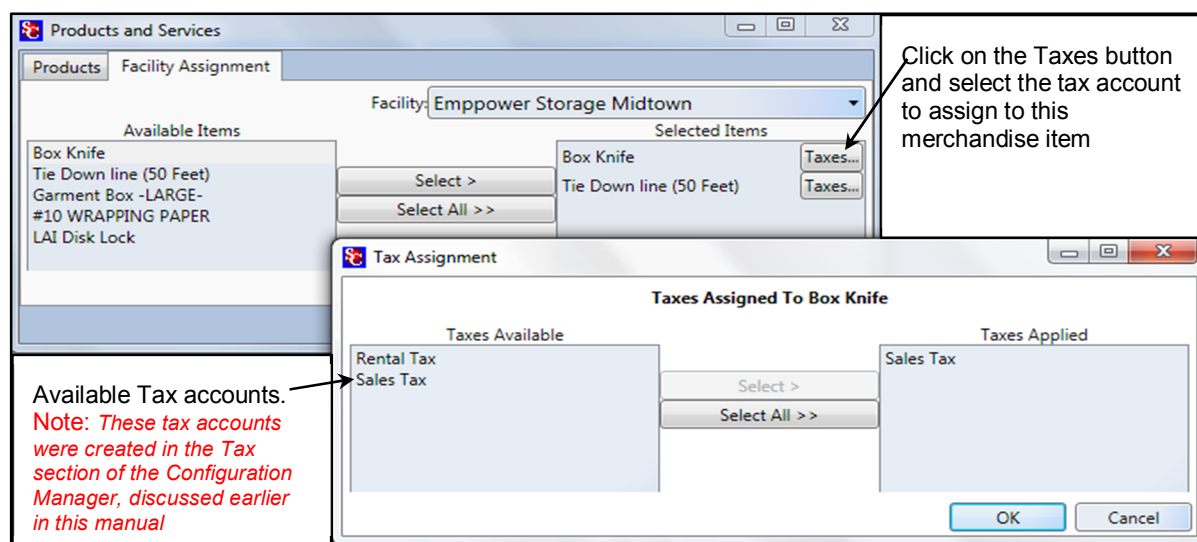 Products and Services
Products Facility Assignment
Facility: Emppower Storage Midtown
Available Items
Selected Items
Box Knife
Tie Down line (50 Feet)
Garment Box -LARGE-
#10 WRAPPING PAPER
LAI Disk Lock
Select >
Select All >>
Box Knife Taxes...
Tie Down line (50 Feet) Taxes...
Click on the Taxes button
and select the tax account
to assign to this
merchandise item
Tax Assignment
Taxes Assigned To Box Knife
Taxes Available
Taxes Applied
Rental Tax
Sales Tax
Select >
Select All >>
Sales Tax
OK Cancel
Available Tax accounts.
Note: These tax accounts
were created in the Tax
section of the Configuration
Manager, discussed earlier
in this manual